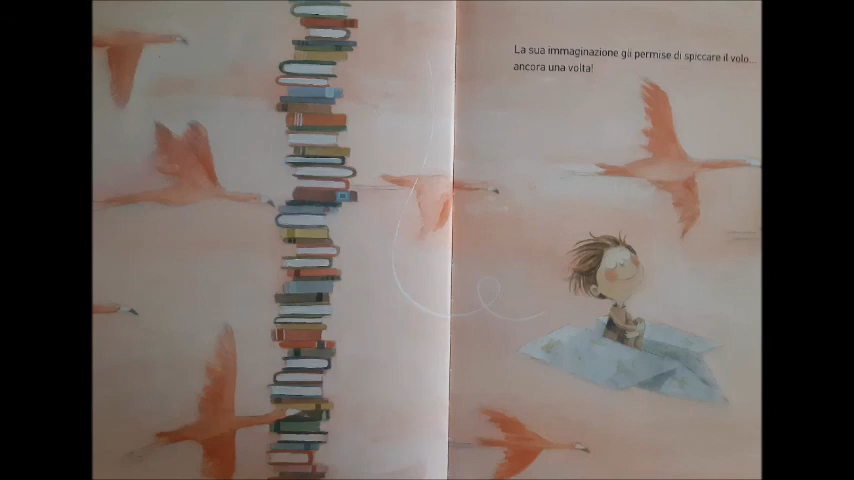 La sua immaginazione gli permise di spiccare il volo...
ancora una volta!